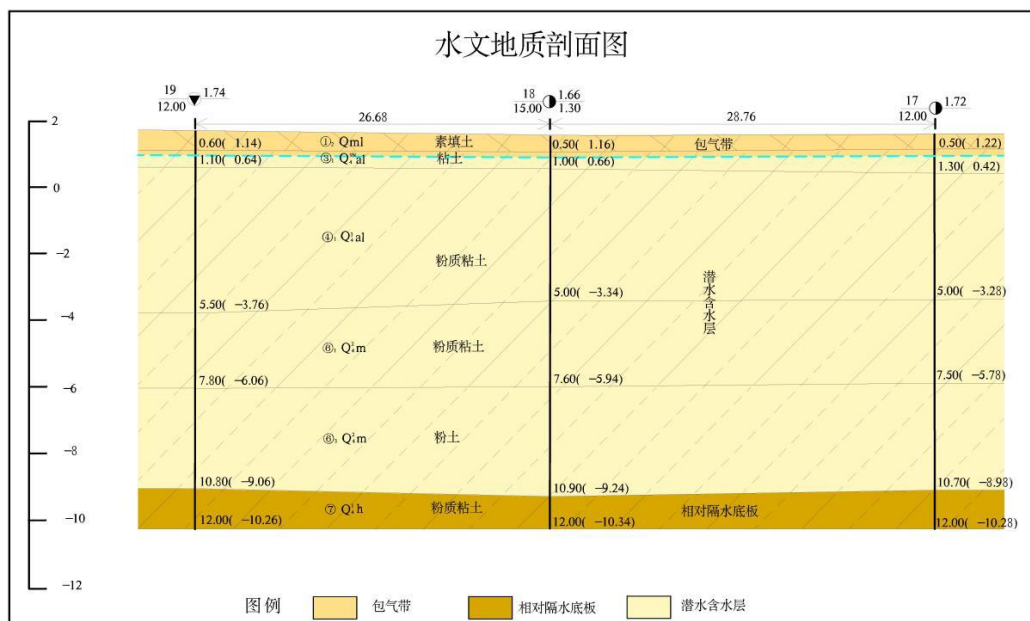 水文地质剖面图
19 1.74
12.00
18 1.66
15.00 1.30
17 1.72
12.00
26.68
28.76
2
0
-2
-4
-6
-8
-10
-12
0.60( 1.14)
Qml
素填土
0.50( 1.16)
包气带
0.50( 1.22)
1.10( 0.64)
粘土
1.00( 0.66)
1.30( 0.42)
粉质粘土
潜水含水层
5.50( -3.76)
5.00( -3.34)
5.00( -3.28)
粉质粘土
7.80( -6.06)
7.60( -5.94)
7.50( -5.78)
粉土
10.80( -9.06)
10.90( -9.24)
10.70( -8.98)
⑦
粉质粘土
相对隔水底板
12.00( -10.26)
12.00( -10.34)
12.00( -10.28)
图例
包气带
相对隔水底板
潜水含水层